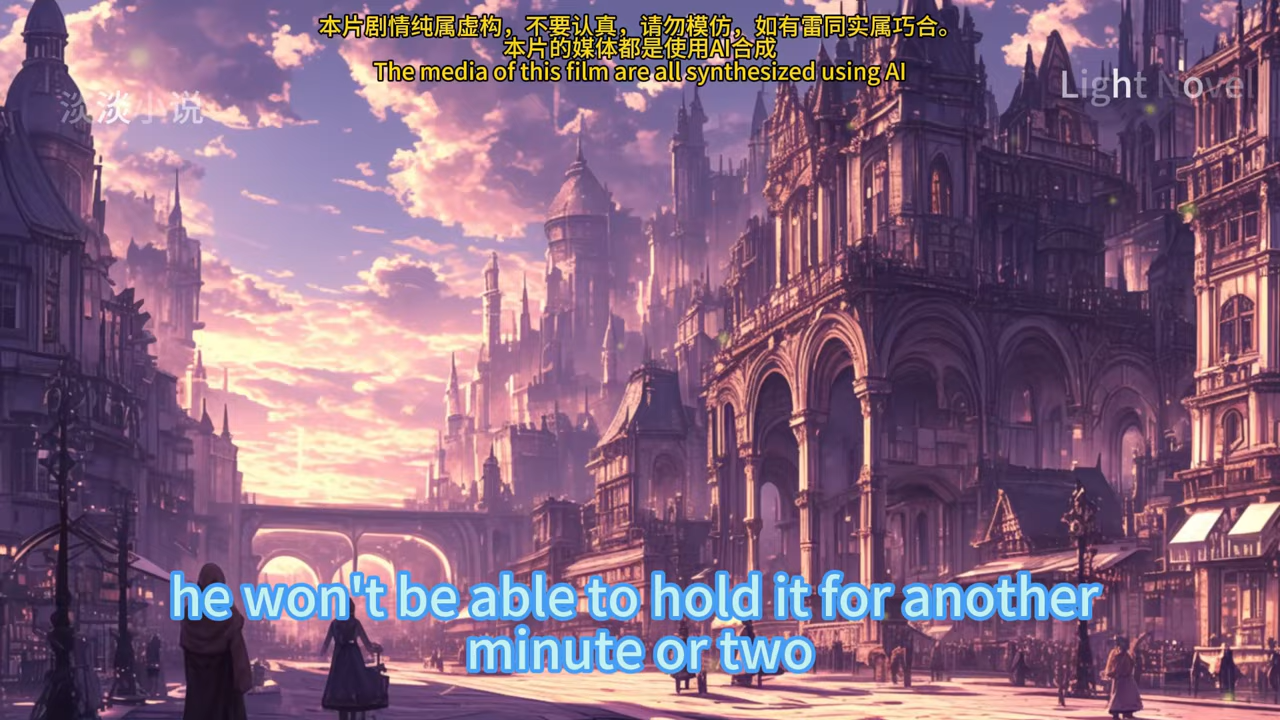 本片剧情纯属虚构，不要认真，请勿模仿，如有雷同实属巧合。
本片的媒体都是使用AI合成
The media of this film are all synthesized using AI
Light Novel
淡淡小说
he won't be able to hold it for another
minute or two